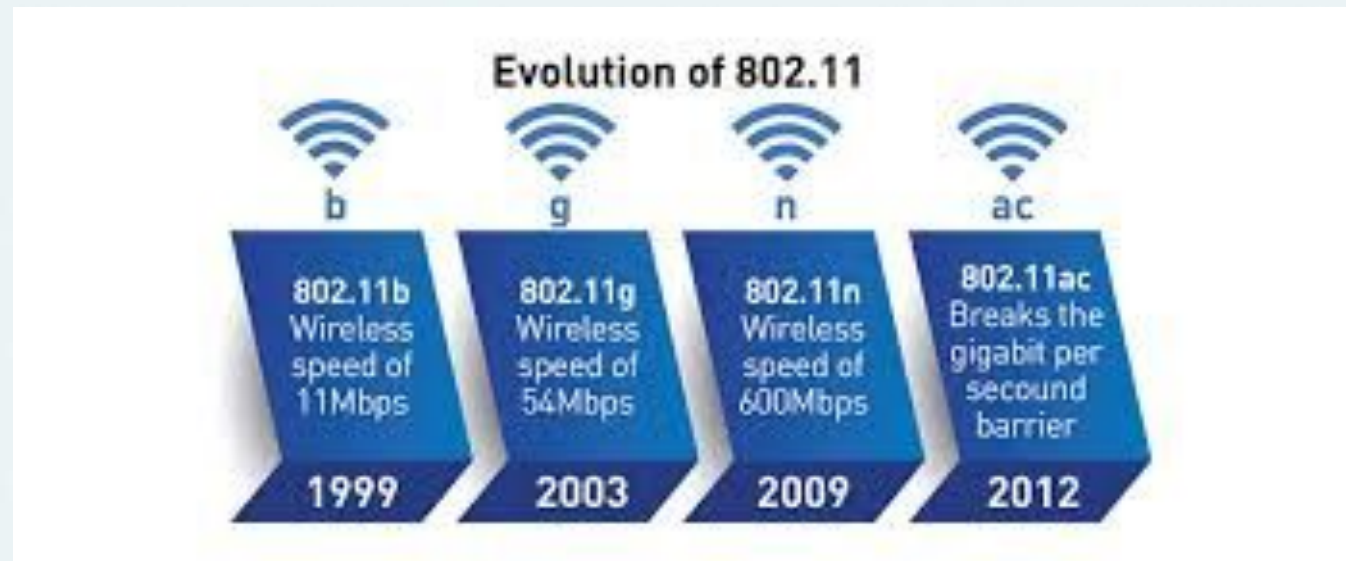 Evolution of 802.11
b
g
n
ac
802.11b
Wireless
speed of
11Mbps
1999
802.11g
Wireless
speed of
54Mbps
2003
802.11n
Wireless
speed of
600Mbps
2009
802.11ac
Breaks the
gigabit per
secound
barrier
2012